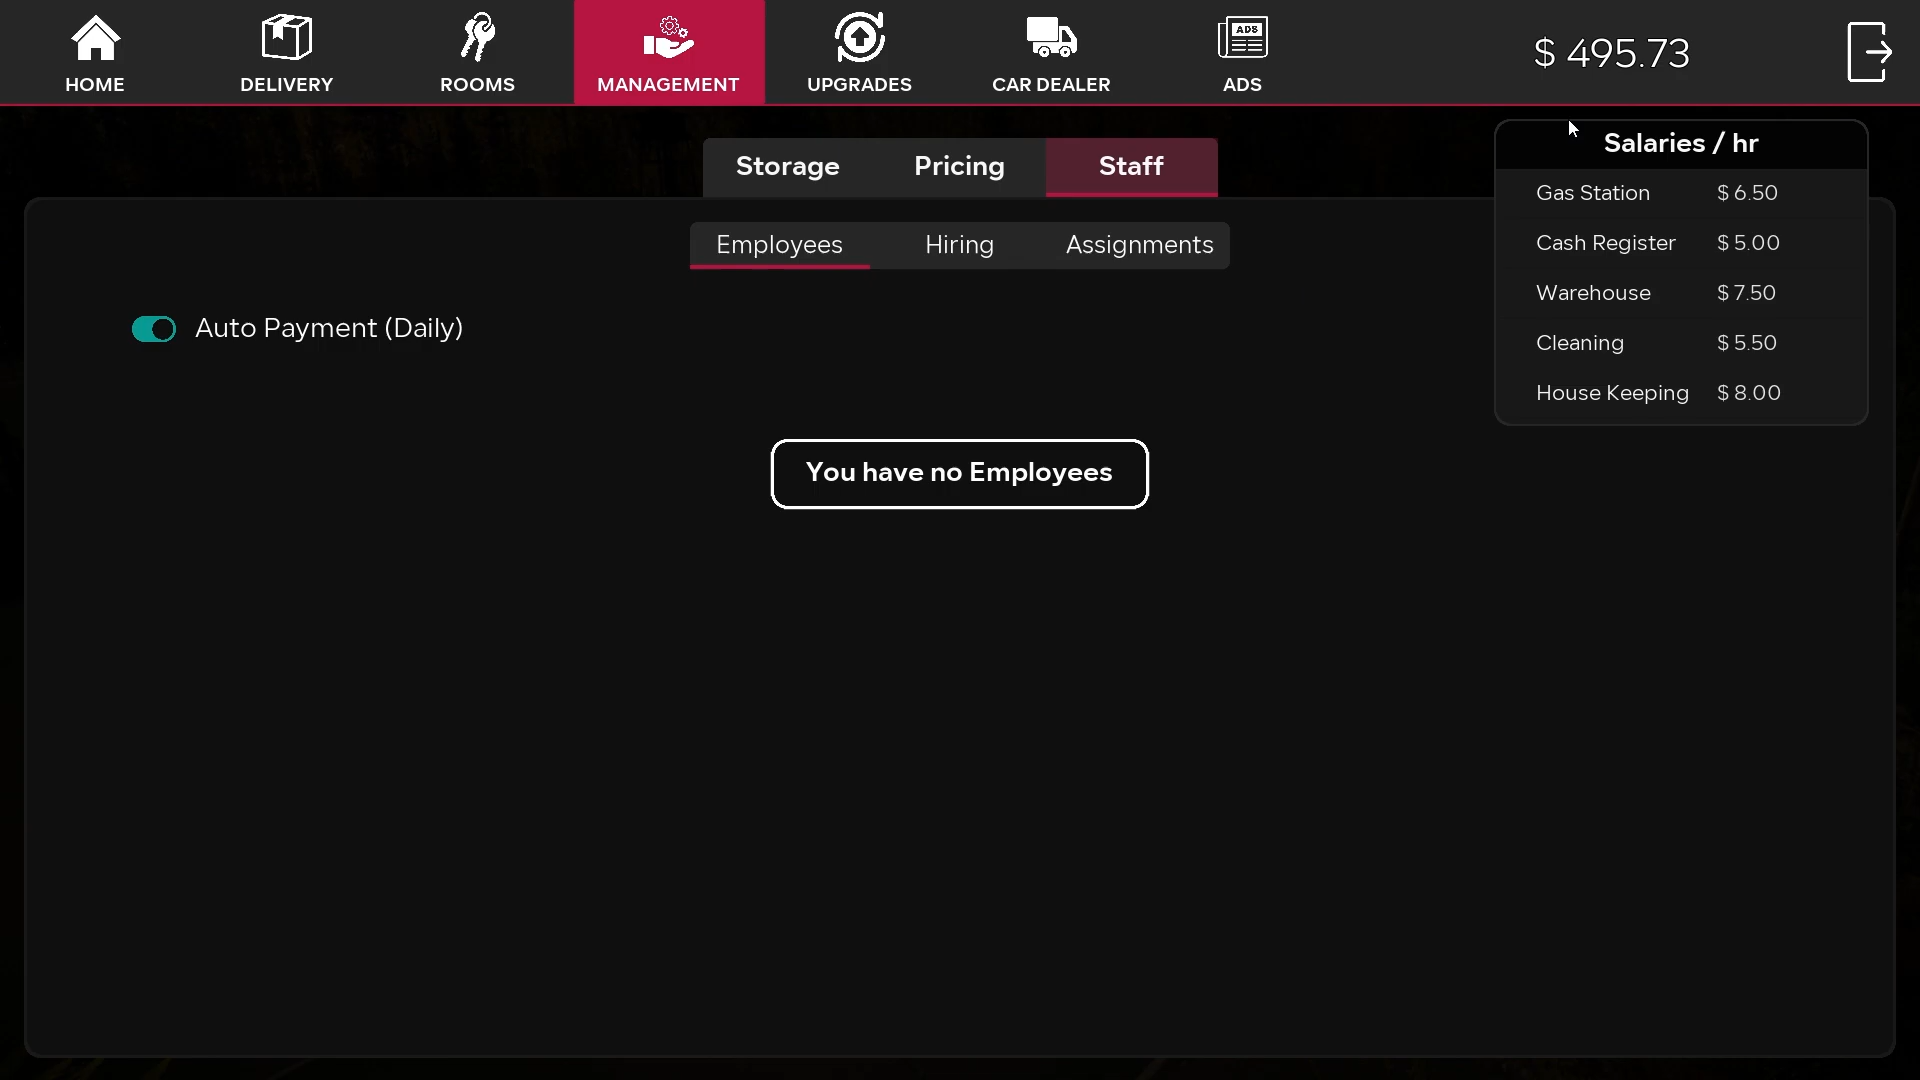 HOME
DELIVERY
ROOMS
MANAGEMENT
UPGRADES
CAR DEALER
ADS
ADS
$ 495.73
Storage
Pricing
Staff
Salaries / hr
Gas Station $ 6.50
Cash Register $ 5.00
Warehouse $ 7.50
Cleaning $ 5.50
House Keeping $ 8.00
Employees
Hiring
Assignments
Auto Payment (Daily)
You have no Employees